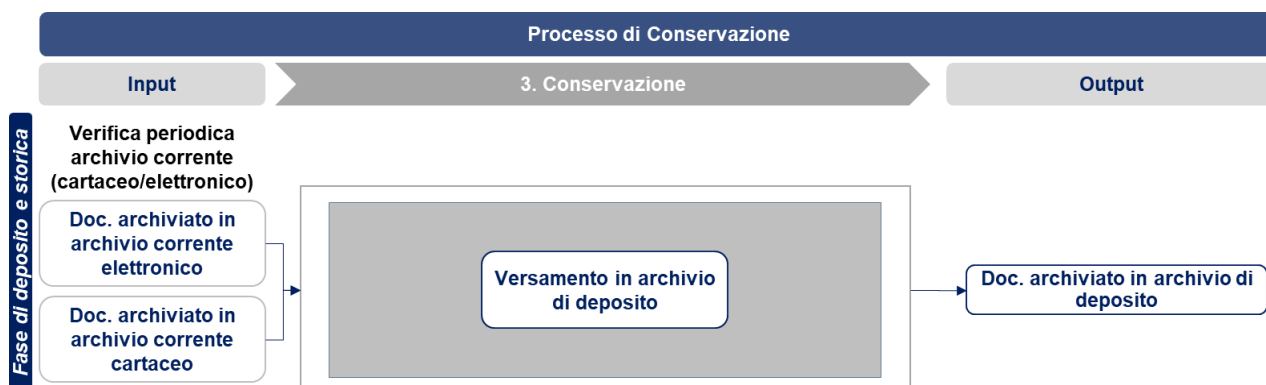 Processo di Conservazione
Input
3. Conservazione
Output
Fase di deposito e storica
Verifica periodica
archivio corrente
(cartaceo/elettronico)
Doc. archiviato in
archivio corrente
elettronico
Doc. archiviato in
archivio corrente
cartaceo
Versamento in archivio
di deposito
Doc. archiviato in archivio di
deposito